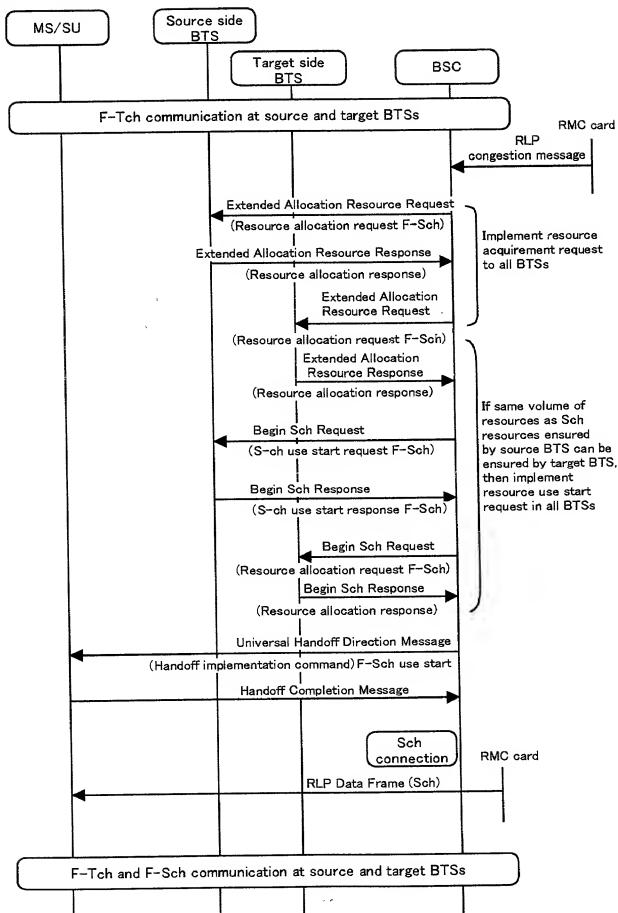 MS/SU
Source side
BTS
Target side
BTS
BSC
F-Tch communication at source and target BTSs
RMC card
RLP
congestion message
Extended Allocation Resource Request
(Resource allocation request F-Sch)
Implement resource
acquirement request
to all BTSs
Extended Allocation Resource Response
(Resource allocation response)
Extended Allocation
Resource Request
(Resource allocation request F-Sch)
Extended Allocation
Resource Response
(Resource allocation response)
If same volume of
resources as Sch
resources ensured
by source BTS can be
ensured by target BTS,
then implement
resource use start
request in all BTSs
Begin Sch Request
(S-ch use start request F-Sch)
Begin Sch Response
(S-ch use start response F-Sch)
Begin Sch Request
(Resource allocation request F-Sch)
Begin Sch Response
(Resource allocation response)
Universal Handoff Direction Message
(Handoff implementation command) F-Sch use start
Handoff Completion Message
Sch
connection
RMC card
RLP Data Frame (Sch)
F-Tch and F-Sch communication at source and target BTSs